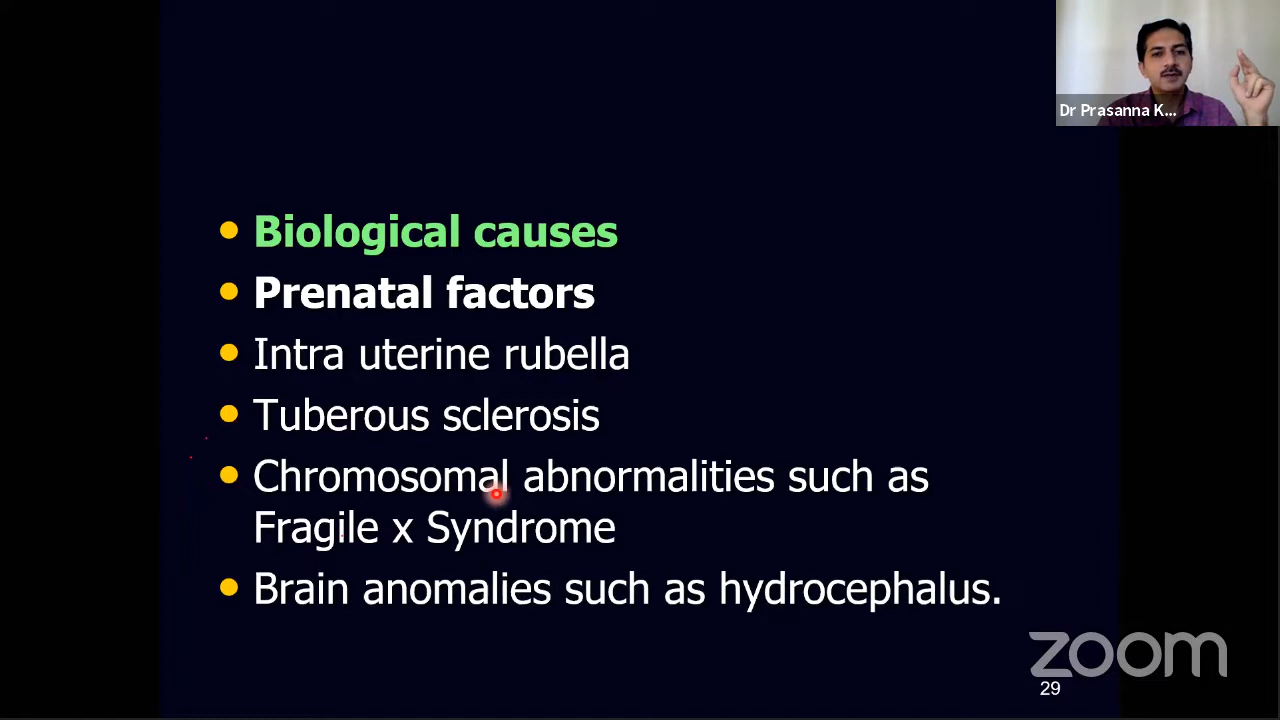 Dr Prasanna K...
Biological causes
Prenatal factors
Intra uterine rubella
Tuberous sclerosis
Chromosomal abnormalities such as
Fragile x Syndrome
Brain anomalies such as hydrocephalus.
zoom
29